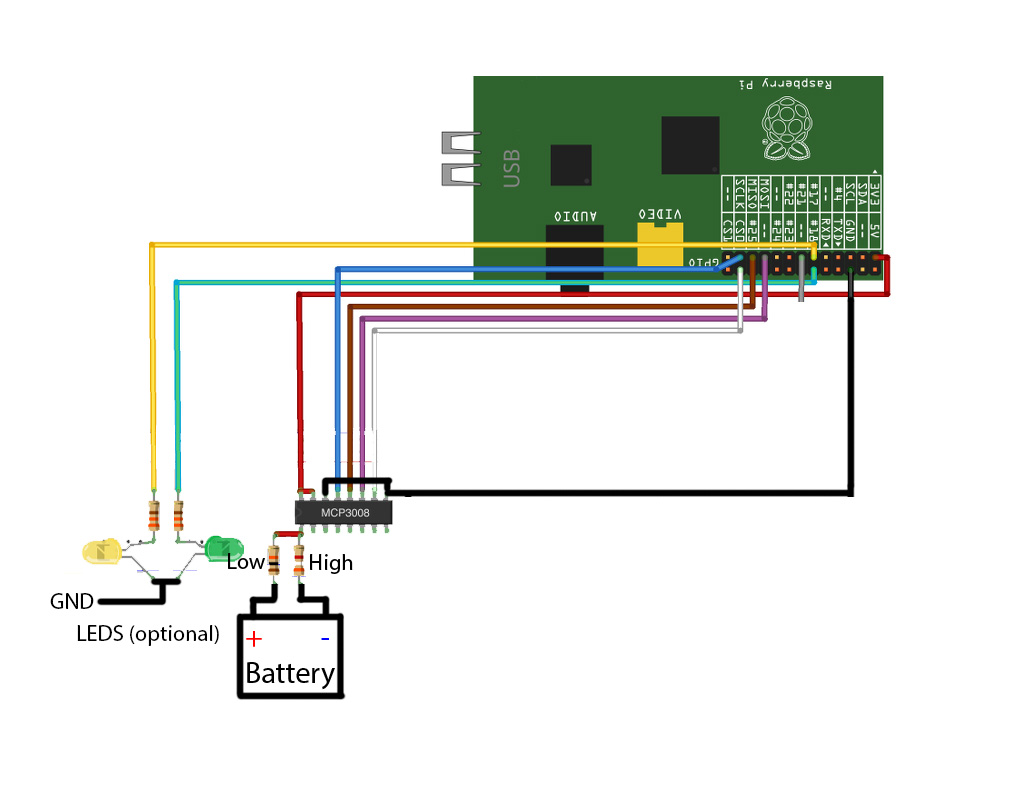 Raspberry Pi
USB
AUDIO
VIDEO
GPIO
-- SCLK MISO MOSI -- #22 #21 #17 -- #4 SCL SDA 3V3
CS1 CS0 #25 -- #24 #23 -- #18 RXD TXD GND -- 5V
MCP3008
Low High
GND
LEDS (optional)
+ -
Battery